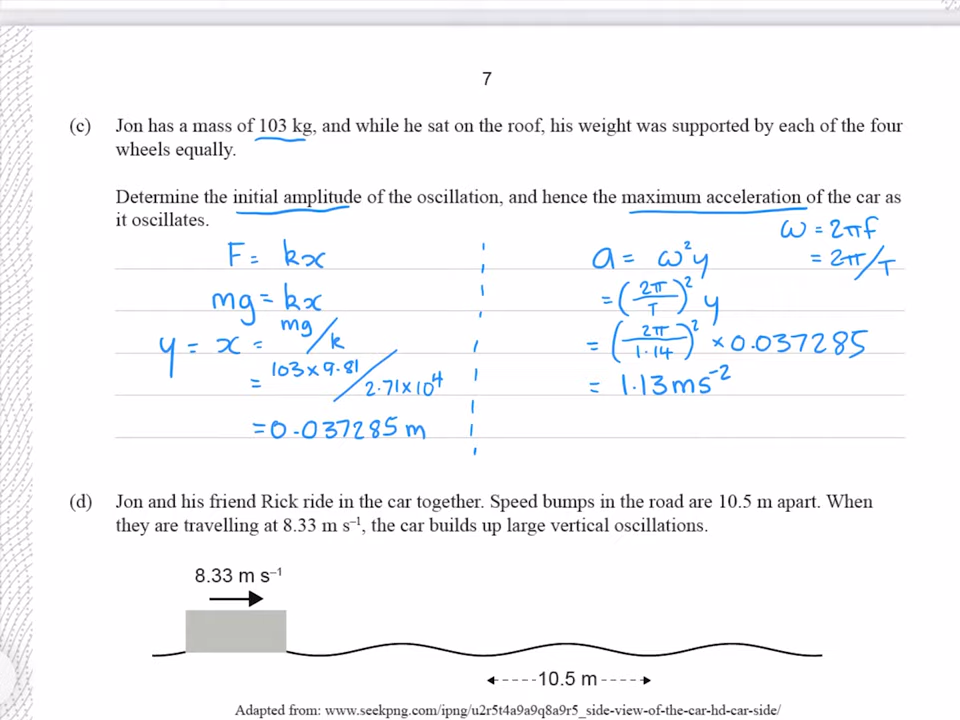 7
(c) Jon has a mass of 103 kg, and while he sat on the roof, his weight was supported by each of the four
wheels equally.
Determine the initial amplitude of the oscillation, and hence the maximum acceleration of the car as
it oscillates.
ω = 2πf
= 2π/T
F = kx
mg = kx
y = x = mg/k
= 103 × 9.81/2.71×10⁴
= 0.037285 m
a = ω²y
= (2π/T)² y
= (2π/1.14)² × 0.037285
= 1.13 ms⁻²
(d) Jon and his friend Rick ride in the car together. Speed bumps in the road are 10.5 m apart. When
they are travelling at 8.33 m s⁻¹, the car builds up large vertical oscillations.
8.33 m s⁻¹
10.5 m
Adapted from: www.seekpng.com/ipng/u2r5t4a9a9q8a9r5_side-view-of-the-car-hd-car-side/